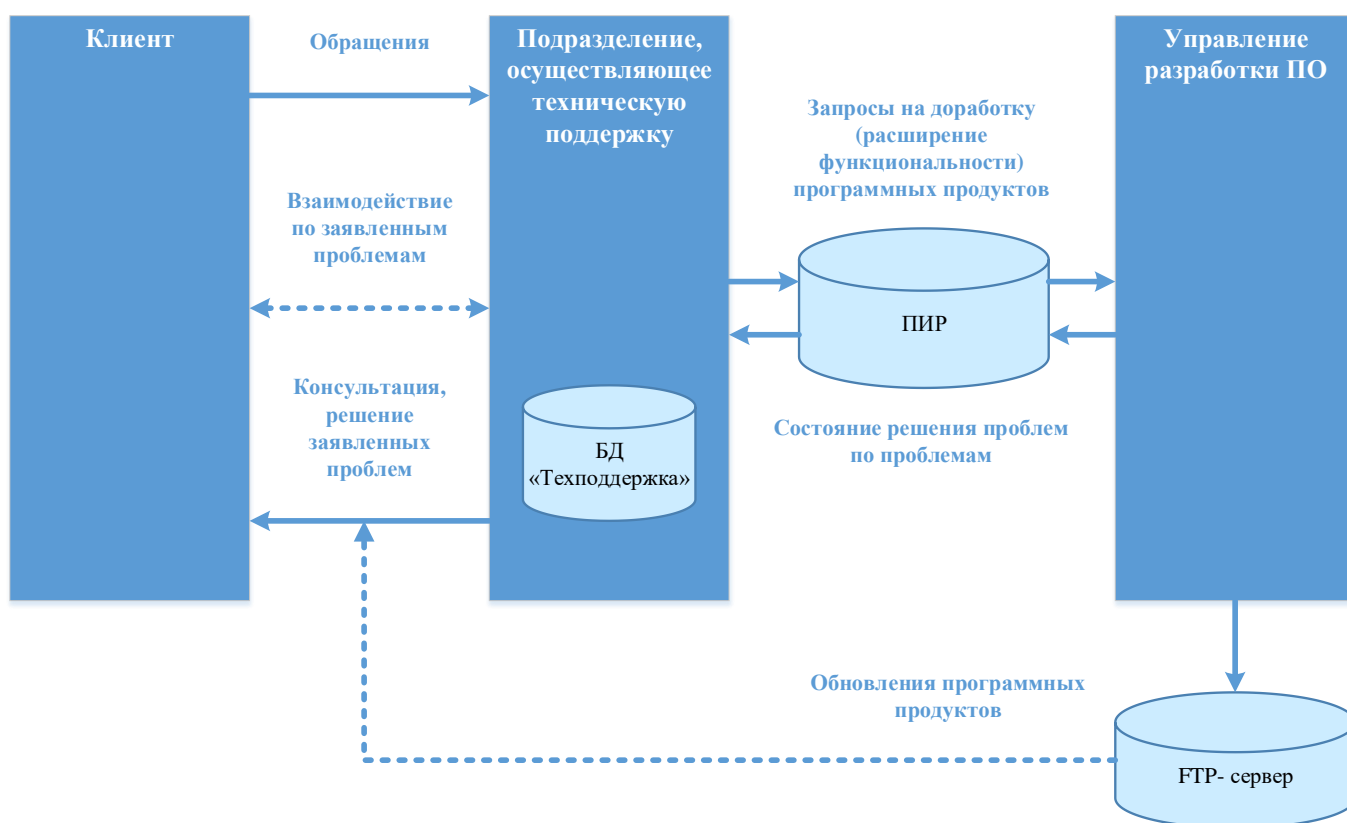 Клиент
Обращения
Взаимодействие
по заявленным
проблемам
Консультация,
решение
заявленных
проблем
Подразделение,
осуществляющее
техническую
поддержку
БД
«Техподдержка»
Запросы на доработку
(расширение
функциональности)
программных продуктов
ПИР
Состояние решения проблем
по проблемам
Управление
разработки ПО
Обновления программных
продуктов
FTP- сервер